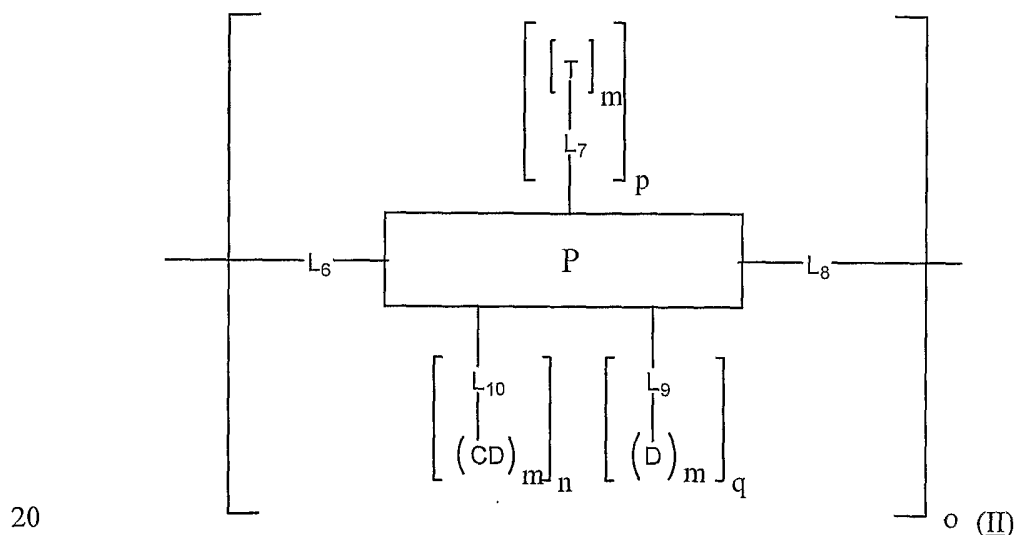 T
m
L₇
p
L₆ P L₈
L₁₀ L₉
(CD) m n (D) m q
20 o (II)